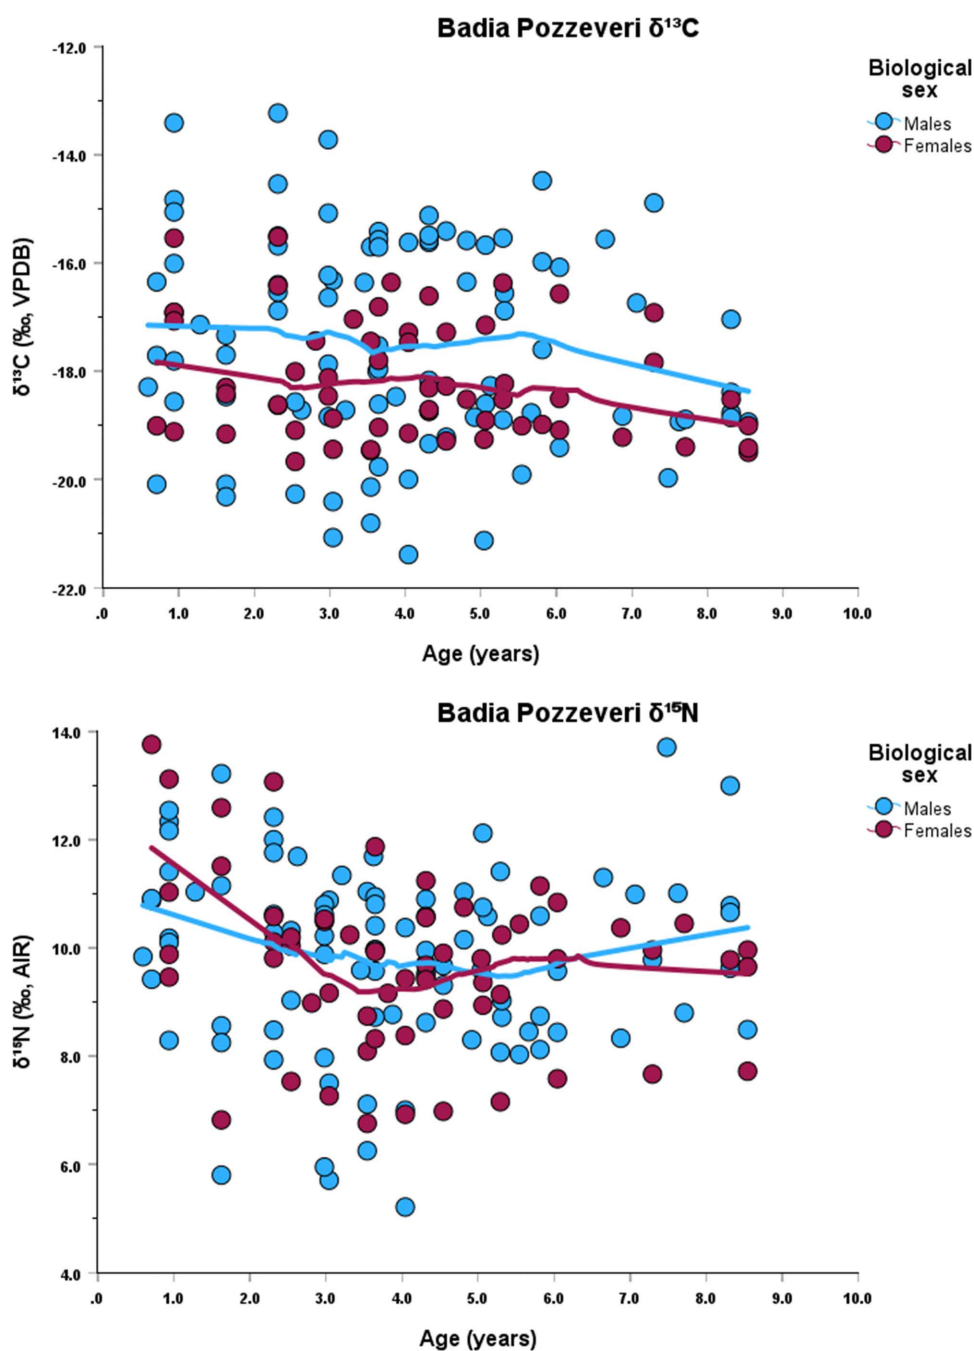 Badia Pozzeveri δ¹³C
-12.0
-14.0
-16.0
-18.0
-20.0
-22.0
δ¹³C (‰, VPDB)
.0 1.0 2.0 3.0 4.0 5.0 6.0 7.0 8.0 9.0 10.0
Age (years)
Biological
sex
Males
Females
Badia Pozzeveri δ¹⁵N
14.0
12.0
10.0
8.0
6.0
4.0
δ¹⁵N (‰, AIR)
.0 1.0 2.0 3.0 4.0 5.0 6.0 7.0 8.0 9.0 10.0
Age (years)
Biological
sex
Males
Females